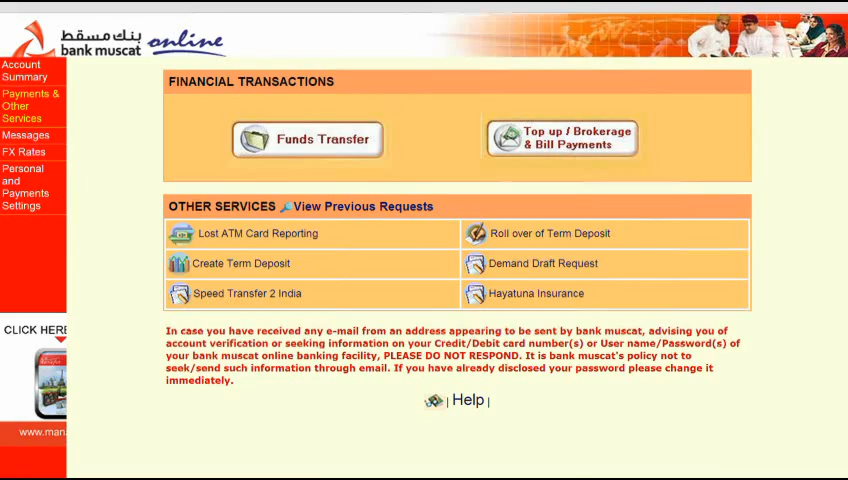 بنك مسقط
bank muscat online
Account
Summary
Payments &
Other
Services
Messages
FX Rates
Personal
and
Payments
Settings
CLICK HERE
www.man
FINANCIAL TRANSACTIONS
Funds Transfer
Top up / Brokerage
& Bill Payments
OTHER SERVICES View Previous Requests
Lost ATM Card Reporting
Roll over of Term Deposit
Create Term Deposit
Demand Draft Request
Speed Transfer 2 India
Hayatuna Insurance
In case you have received any e-mail from an address appearing to be sent by bank muscat, advising you of
account verification or seeking information on your Credit/Debit card number(s) or User name/Password(s) of
your bank muscat online banking facility, PLEASE DO NOT RESPOND. It is bank muscat's policy not to
seek/send such information through email. If you have already disclosed your password please change it
immediately.
| Help |